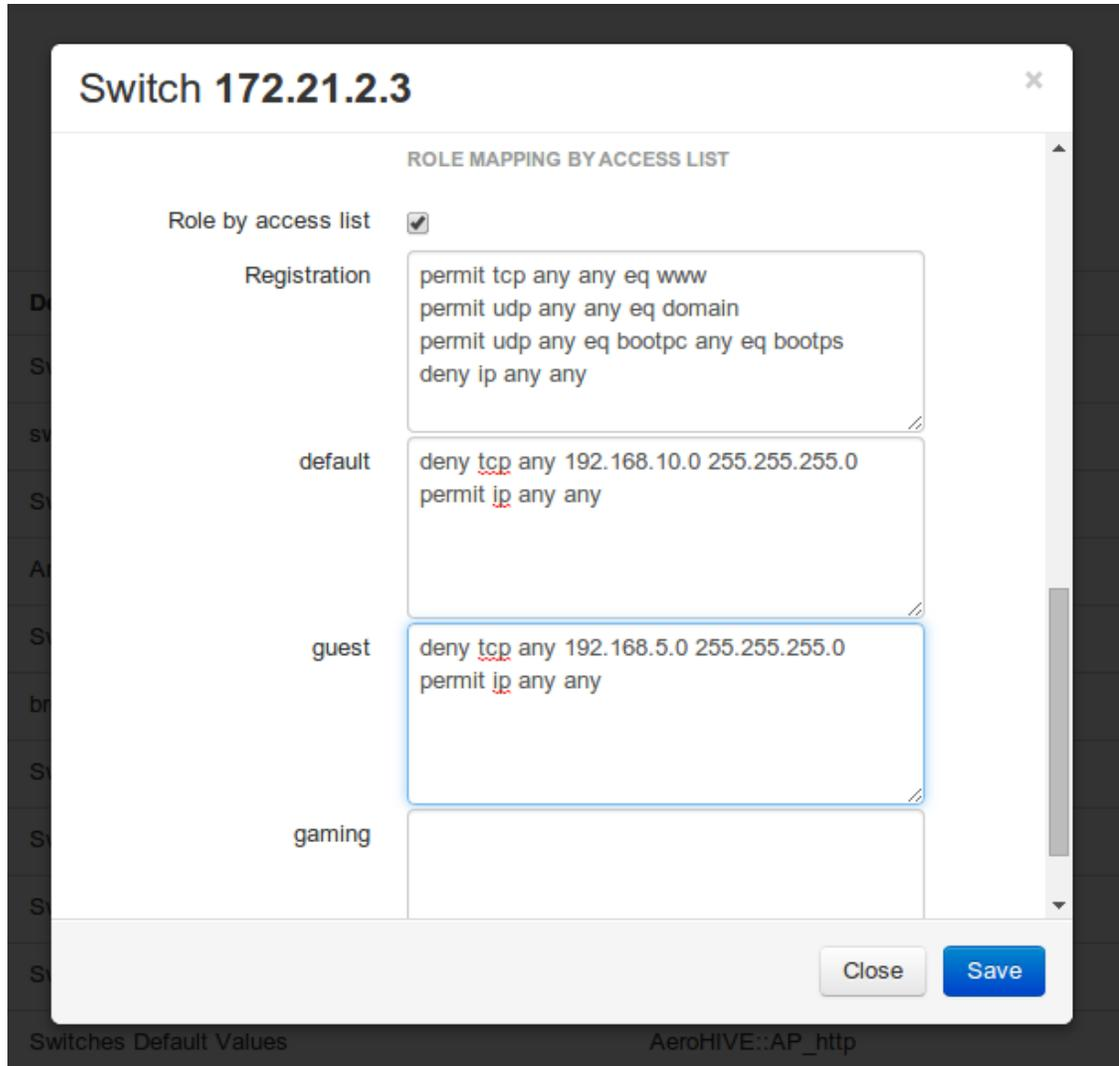 Switch 172.21.2.3
×
ROLE MAPPING BY ACCESS LIST
Role by access list
Registration
permit tcp any any eq www
permit udp any any eq domain
permit udp any eq bootpc any eq bootps
deny ip any any
default
deny tcp any 192.168.10.0 255.255.255.0
permit ip any any
guest
deny tcp any 192.168.5.0 255.255.255.0
permit ip any any
gaming
Close
Save
Switches Default Values
AeroHIVE::AP_http